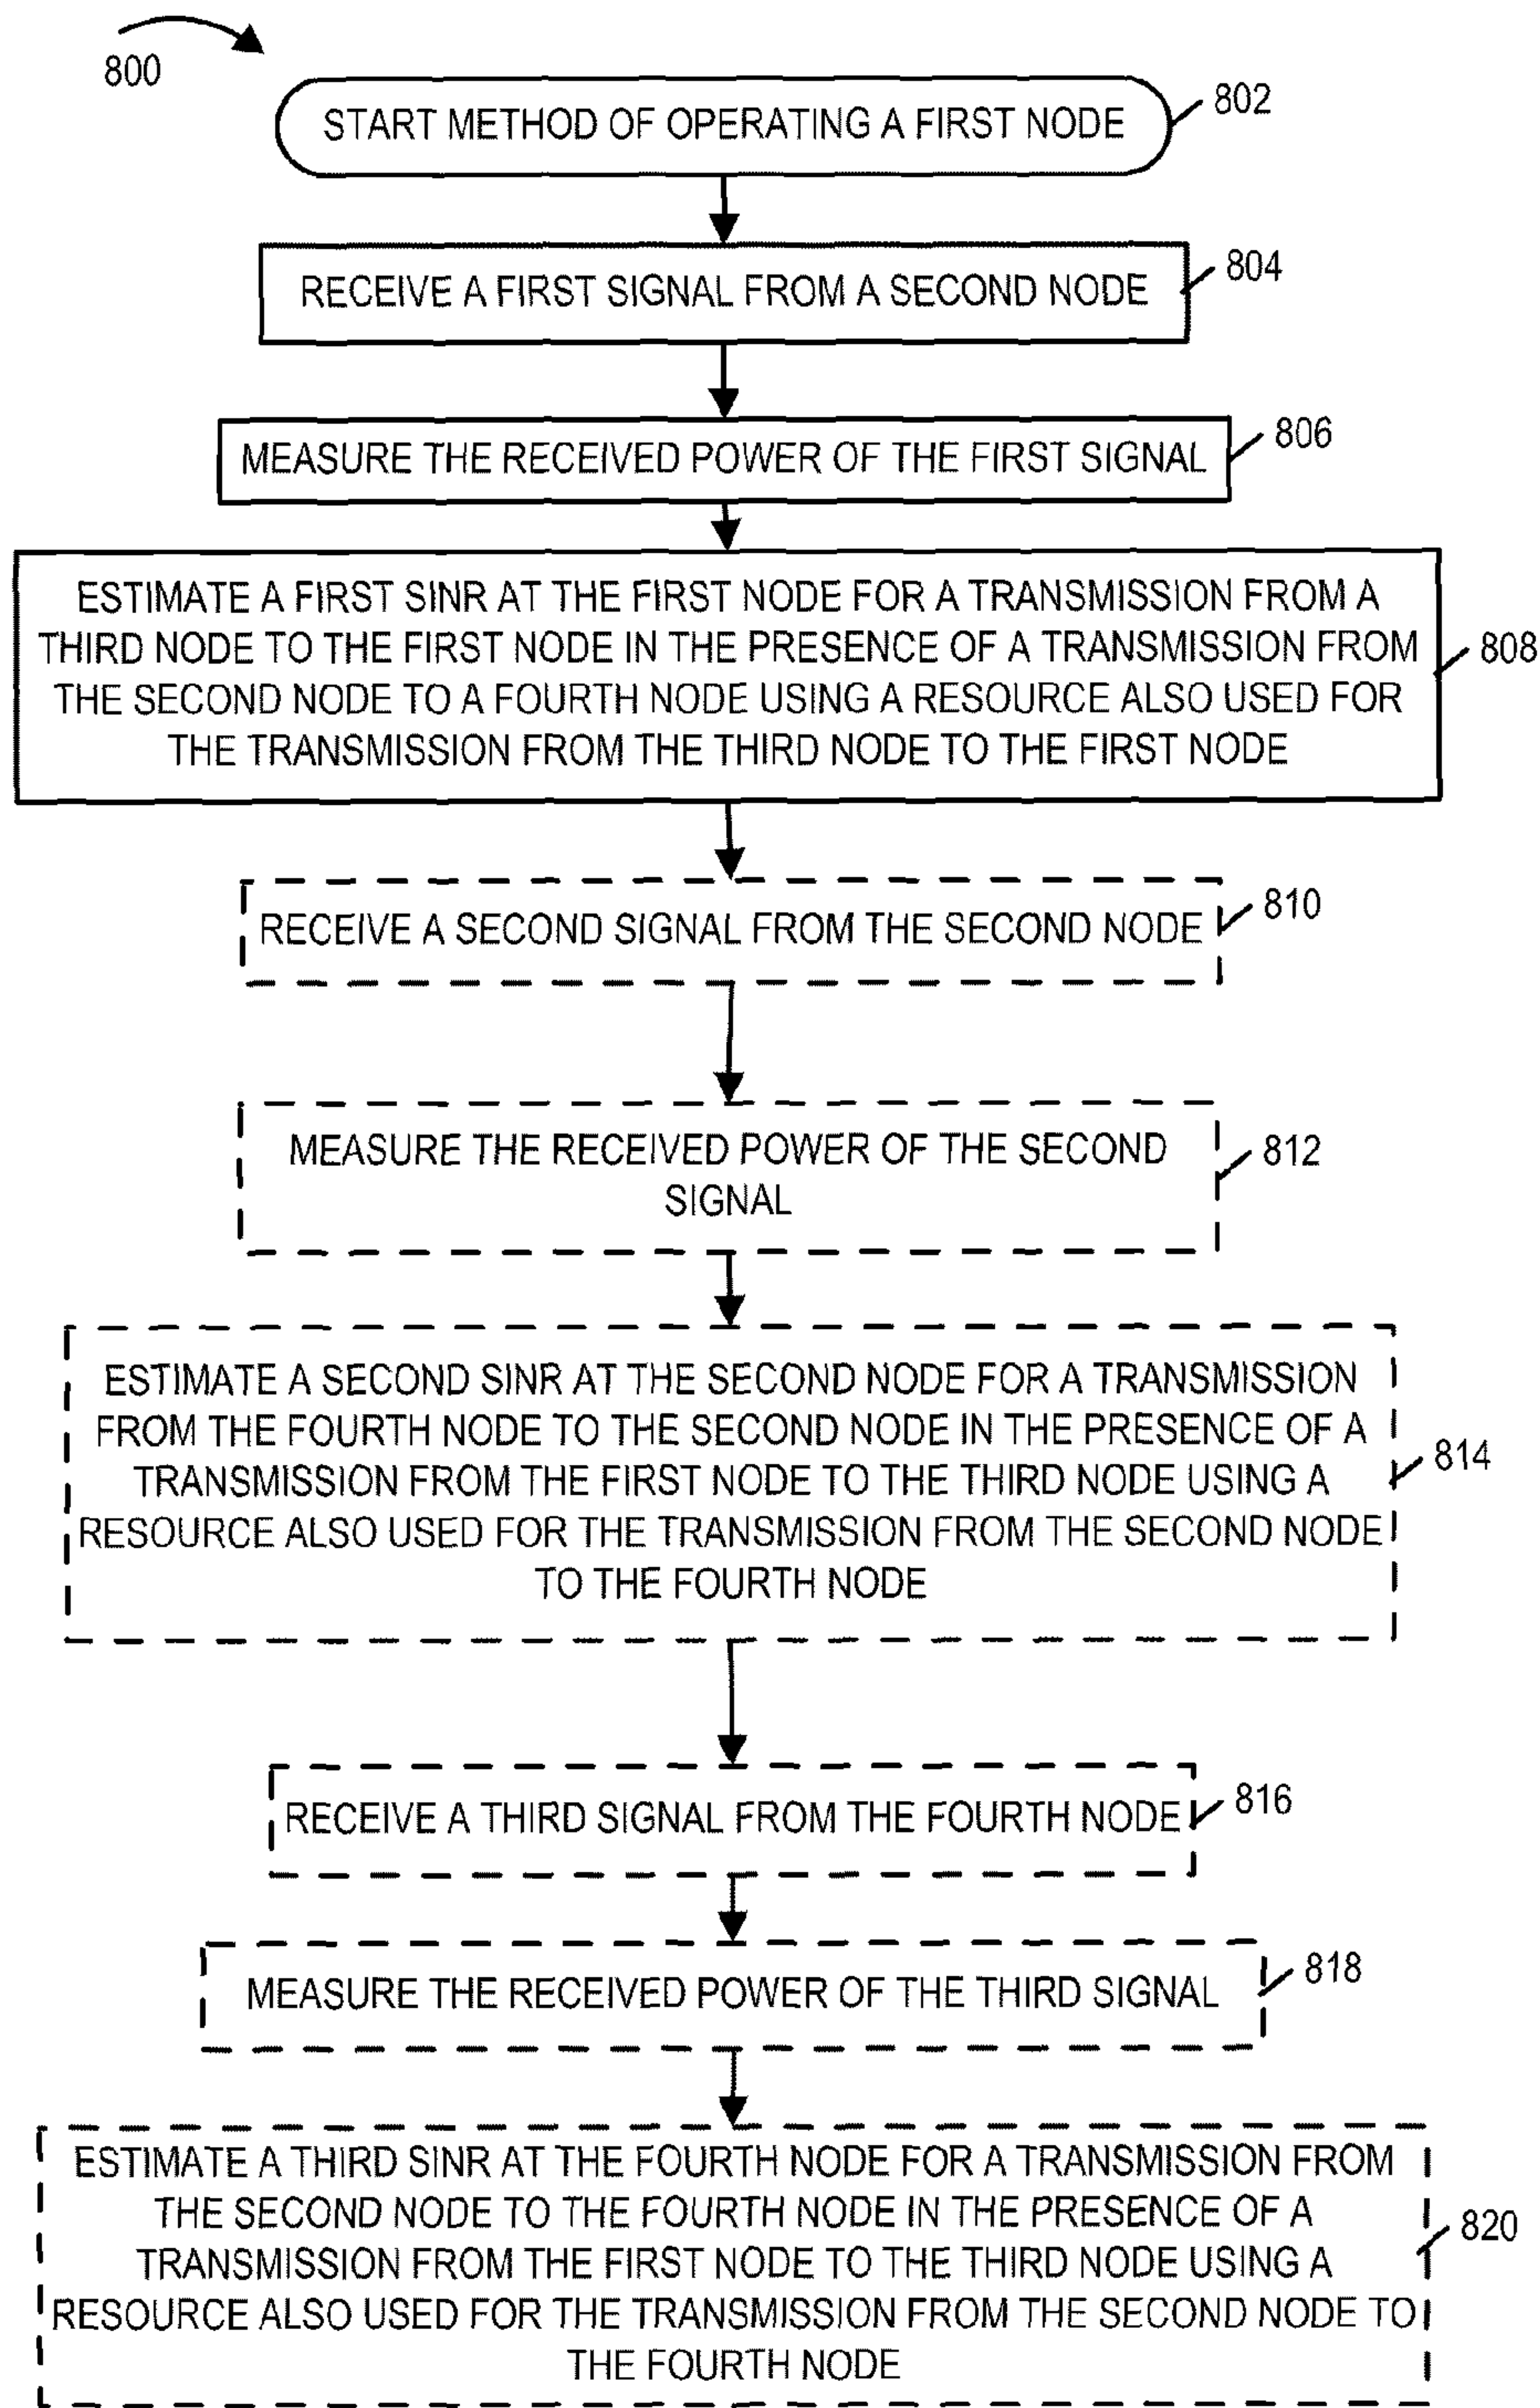 800
START METHOD OF OPERATING A FIRST NODE
802
RECEIVE A FIRST SIGNAL FROM A SECOND NODE
804
MEASURE THE RECEIVED POWER OF THE FIRST SIGNAL
806
ESTIMATE A FIRST SINR AT THE FIRST NODE FOR A TRANSMISSION FROM A
THIRD NODE TO THE FIRST NODE IN THE PRESENCE OF A TRANSMISSION FROM
THE SECOND NODE TO A FOURTH NODE USING A RESOURCE ALSO USED FOR
THE TRANSMISSION FROM THE THIRD NODE TO THE FIRST NODE
808
RECEIVE A SECOND SIGNAL FROM THE SECOND NODE
810
MEASURE THE RECEIVED POWER OF THE SECOND
SIGNAL
812
ESTIMATE A SECOND SINR AT THE SECOND NODE FOR A TRANSMISSION
FROM THE FOURTH NODE TO THE SECOND NODE IN THE PRESENCE OF A
TRANSMISSION FROM THE FIRST NODE TO THE THIRD NODE USING A
RESOURCE ALSO USED FOR THE TRANSMISSION FROM THE SECOND NODE
TO THE FOURTH NODE
814
RECEIVE A THIRD SIGNAL FROM THE FOURTH NODE
816
MEASURE THE RECEIVED POWER OF THE THIRD SIGNAL
818
ESTIMATE A THIRD SINR AT THE FOURTH NODE FOR A TRANSMISSION FROM
THE SECOND NODE TO THE FOURTH NODE IN THE PRESENCE OF A
TRANSMISSION FROM THE FIRST NODE TO THE THIRD NODE USING A
RESOURCE ALSO USED FOR THE TRANSMISSION FROM THE SECOND NODE TO
THE FOURTH NODE
820